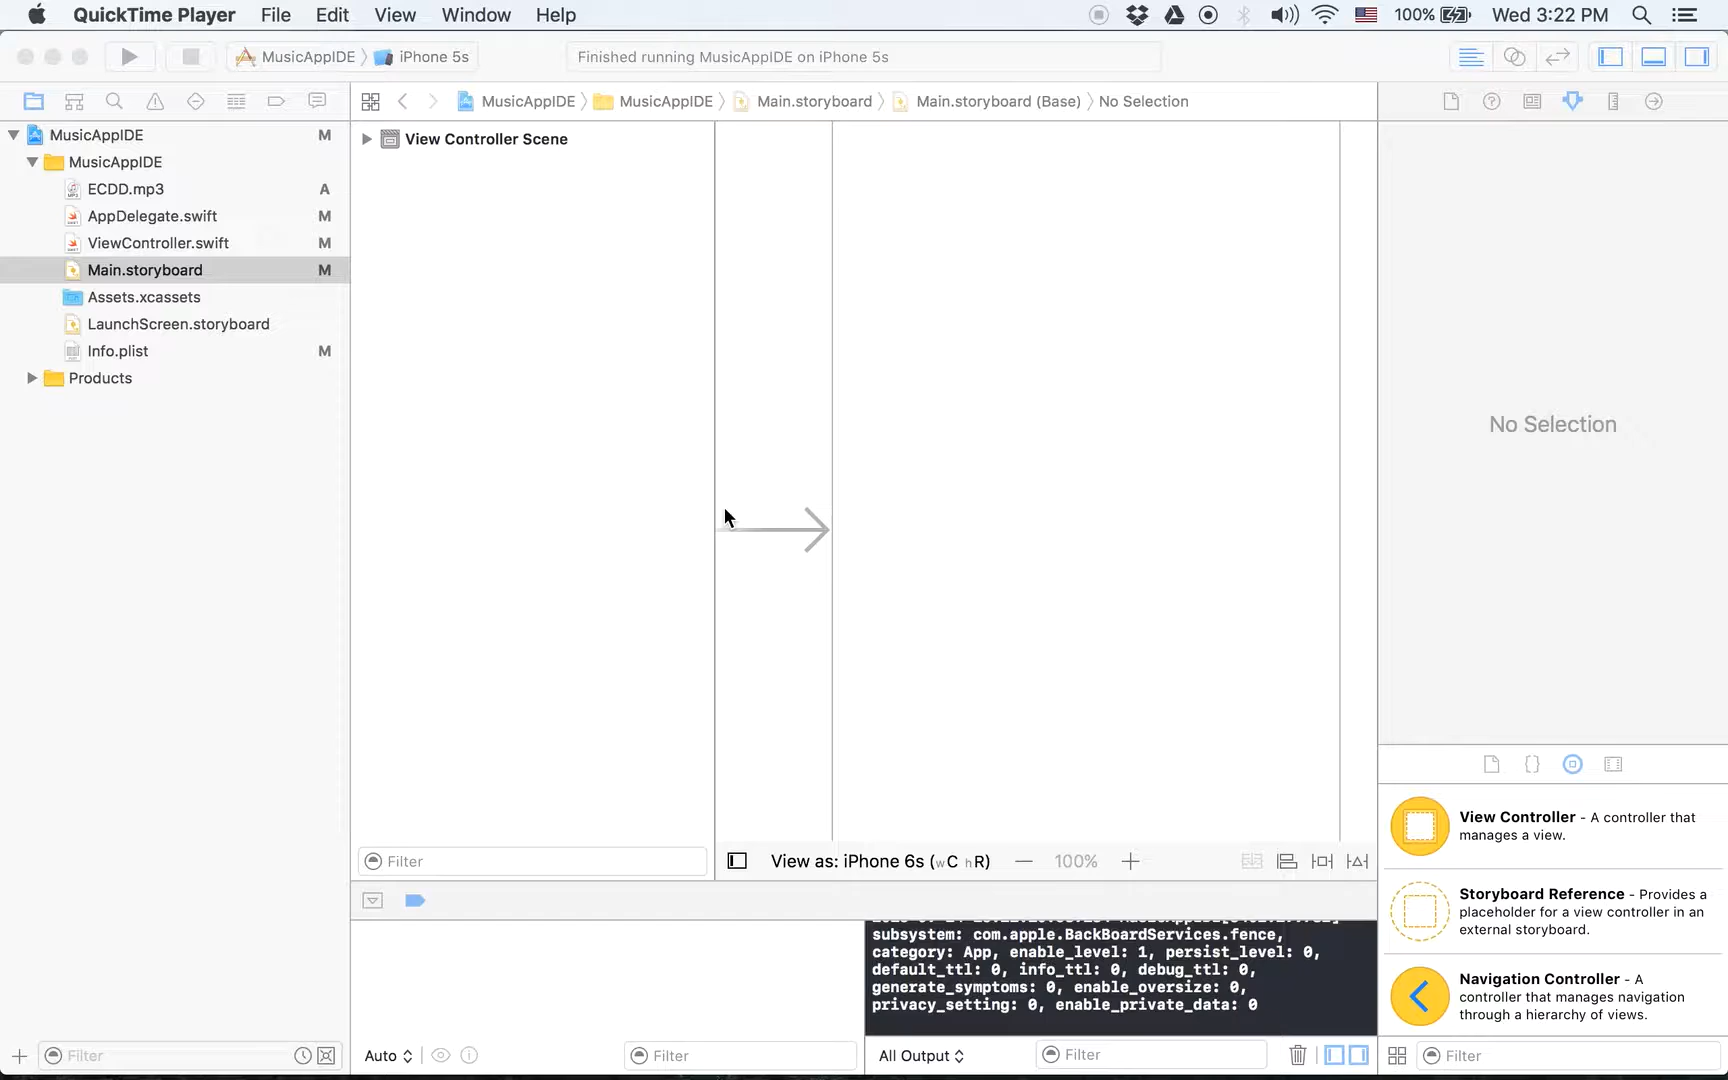 QuickTime Player File Edit View Window Help 100% Wed 3:22 PM
MusicAppIDE iPhone 5s Finished running MusicAppIDE on iPhone 5s
MusicAppIDE MusicAppIDE Main.storyboard Main.storyboard (Base) No Selection
MusicAppIDE M
MusicAppIDE
ECDD.mp3 A
AppDelegate.swift M
ViewController.swift M
Main.storyboard M
Assets.xcassets
LaunchScreen.storyboard
Info.plist M
Products
View Controller Scene
No Selection
Filter
View as: iPhone 6s (wC hR) 100%
View Controller - A controller that
manages a view.
Storyboard Reference - Provides a
placeholder for a view controller in an
external storyboard.
Navigation Controller - A
controller that manages navigation
through a hierarchy of views.
subsystem: com.apple.BackBoardServices.fence,
category: App, enable_level: 1, persist_level: 0,
default_ttl: 0, info_ttl: 0, debug_ttl: 0,
generate_symptoms: 0, enable_oversize: 0,
privacy_setting: 0, enable_private_data: 0
Filter Auto Filter All Output Filter Filter